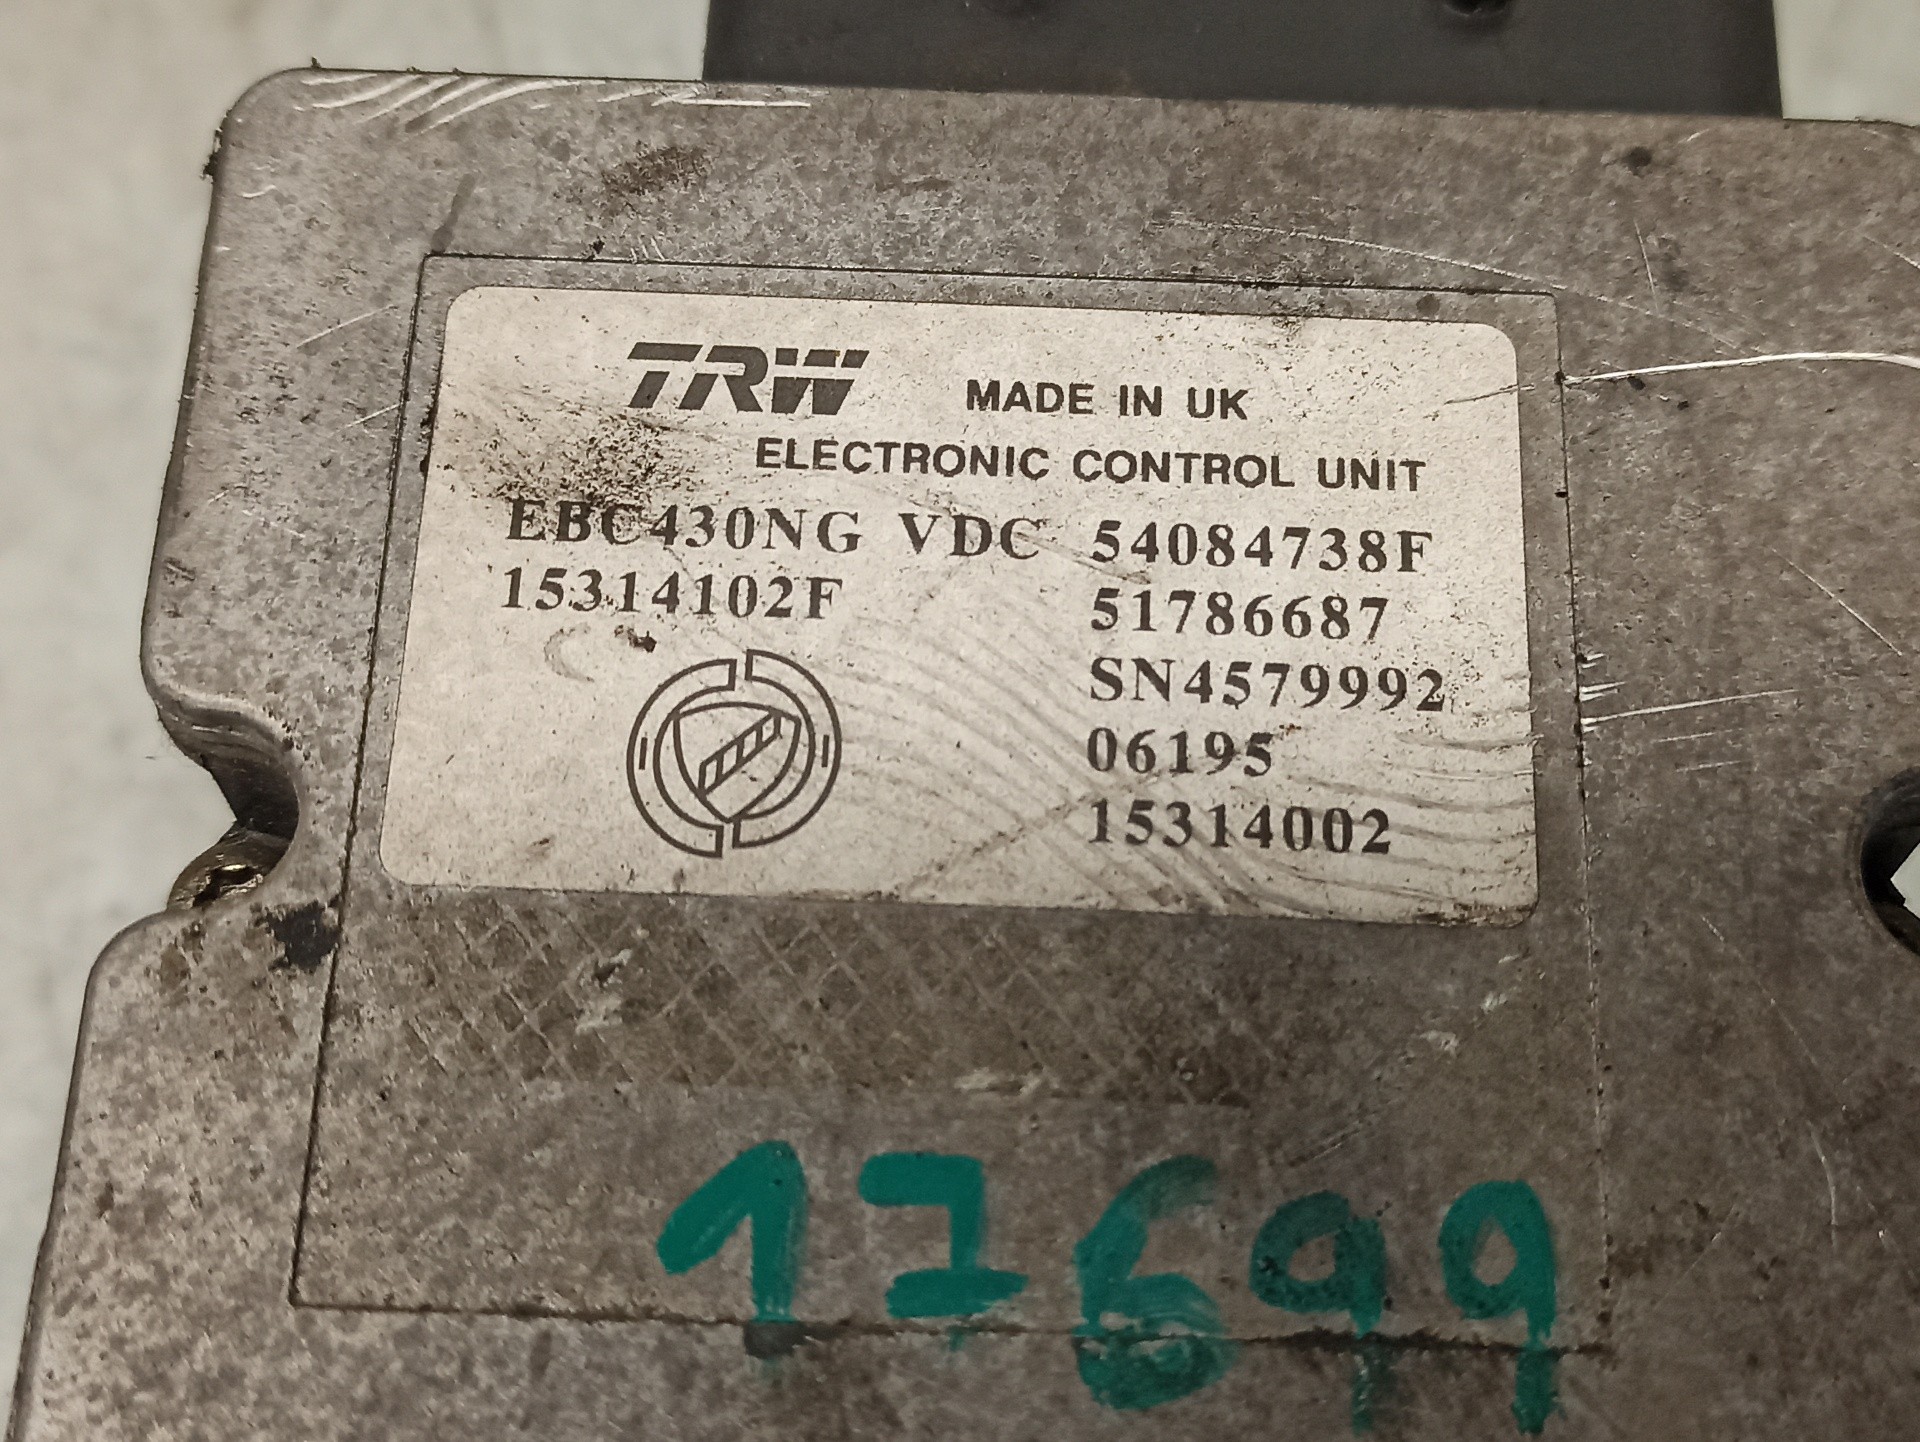 TRW MADE IN UK
ELECTRONIC CONTROL UNIT
EBC430NG VDC 54084738F
15314102F 51786687
SN4579992
06195
15314002
17699